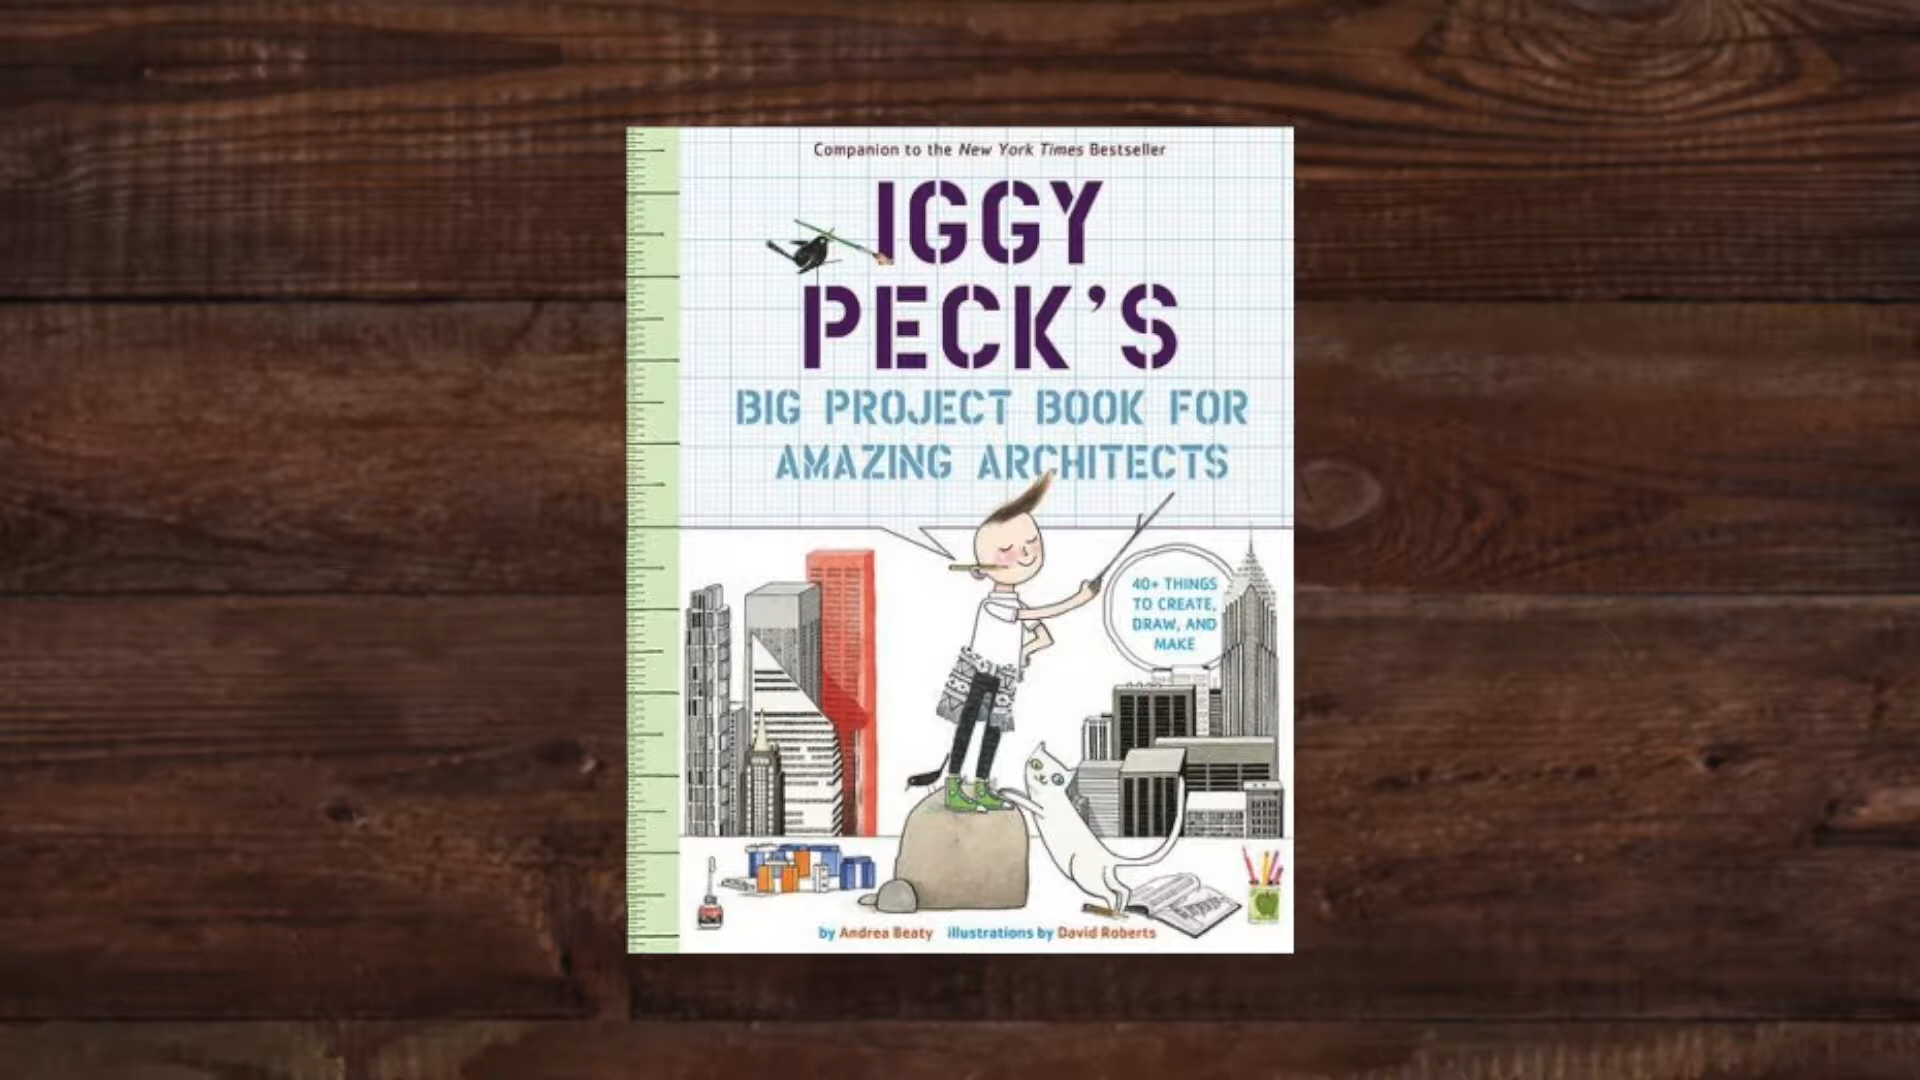 Companion to the New York Times Bestseller
IGGY
PECK'S
BIG PROJECT BOOK FOR
AMAZING ARCHITECTS
40+ THINGS
TO CREATE,
DRAW, AND
MAKE
by Andrea Beaty illustrations by David Roberts